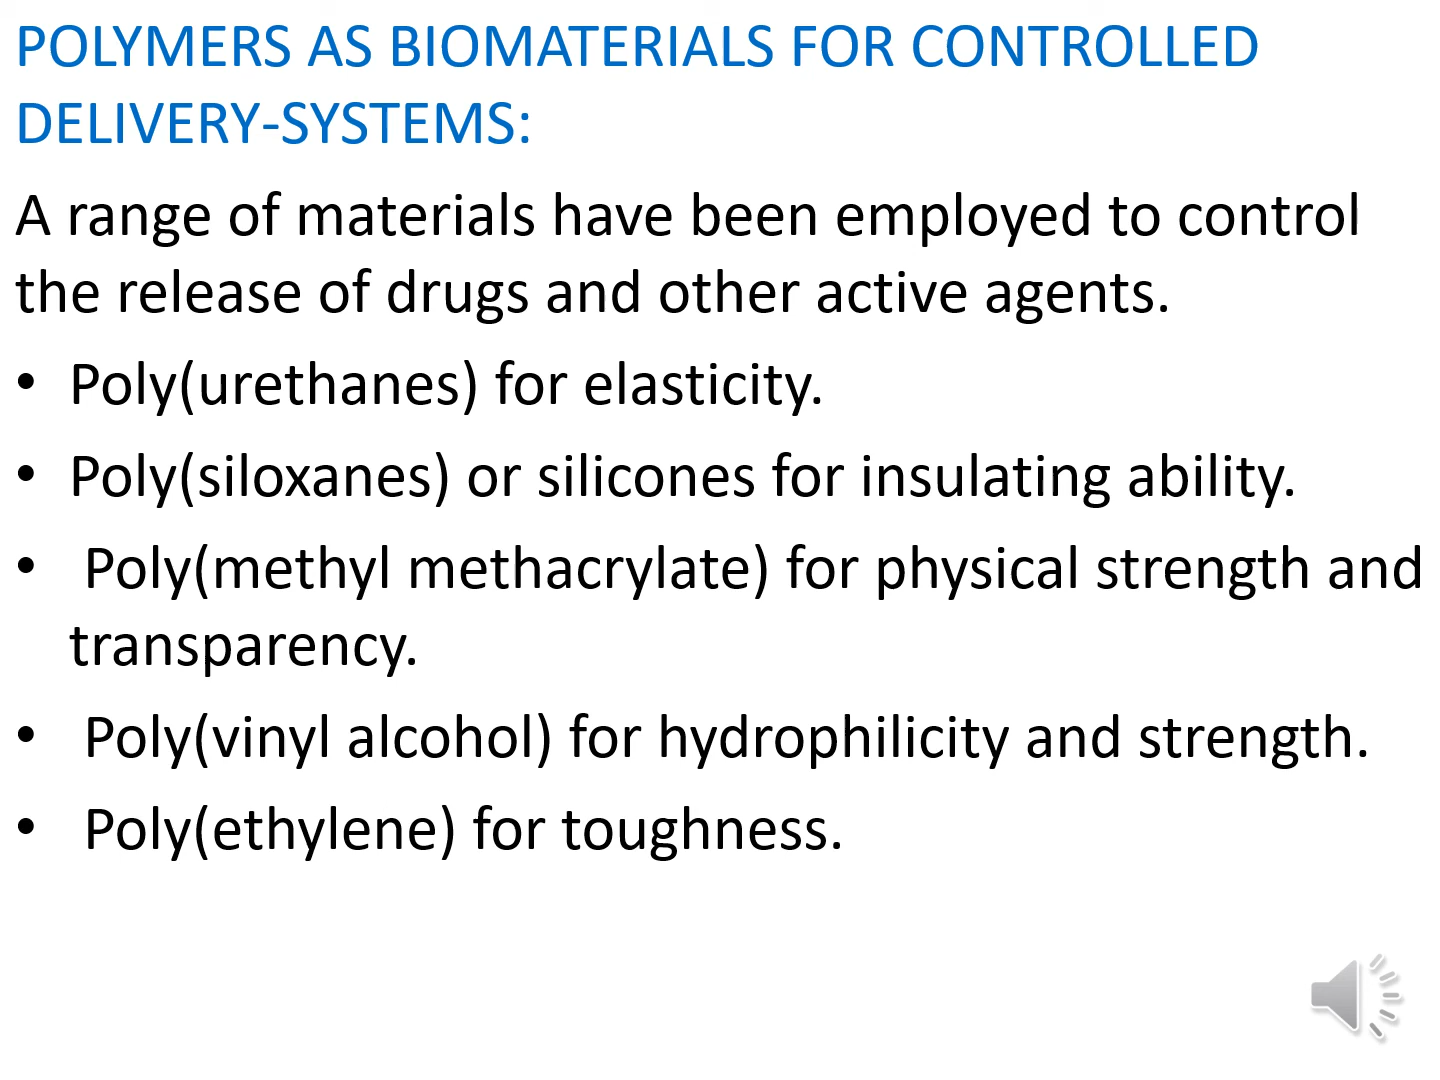 POLYMERS AS BIOMATERIALS FOR CONTROLLED
DELIVERY-SYSTEMS:
A range of materials have been employed to control
the release of drugs and other active agents.
• Poly(urethanes) for elasticity.
• Poly(siloxanes) or silicones for insulating ability.
• Poly(methyl methacrylate) for physical strength and
transparency.
• Poly(vinyl alcohol) for hydrophilicity and strength.
• Poly(ethylene) for toughness.